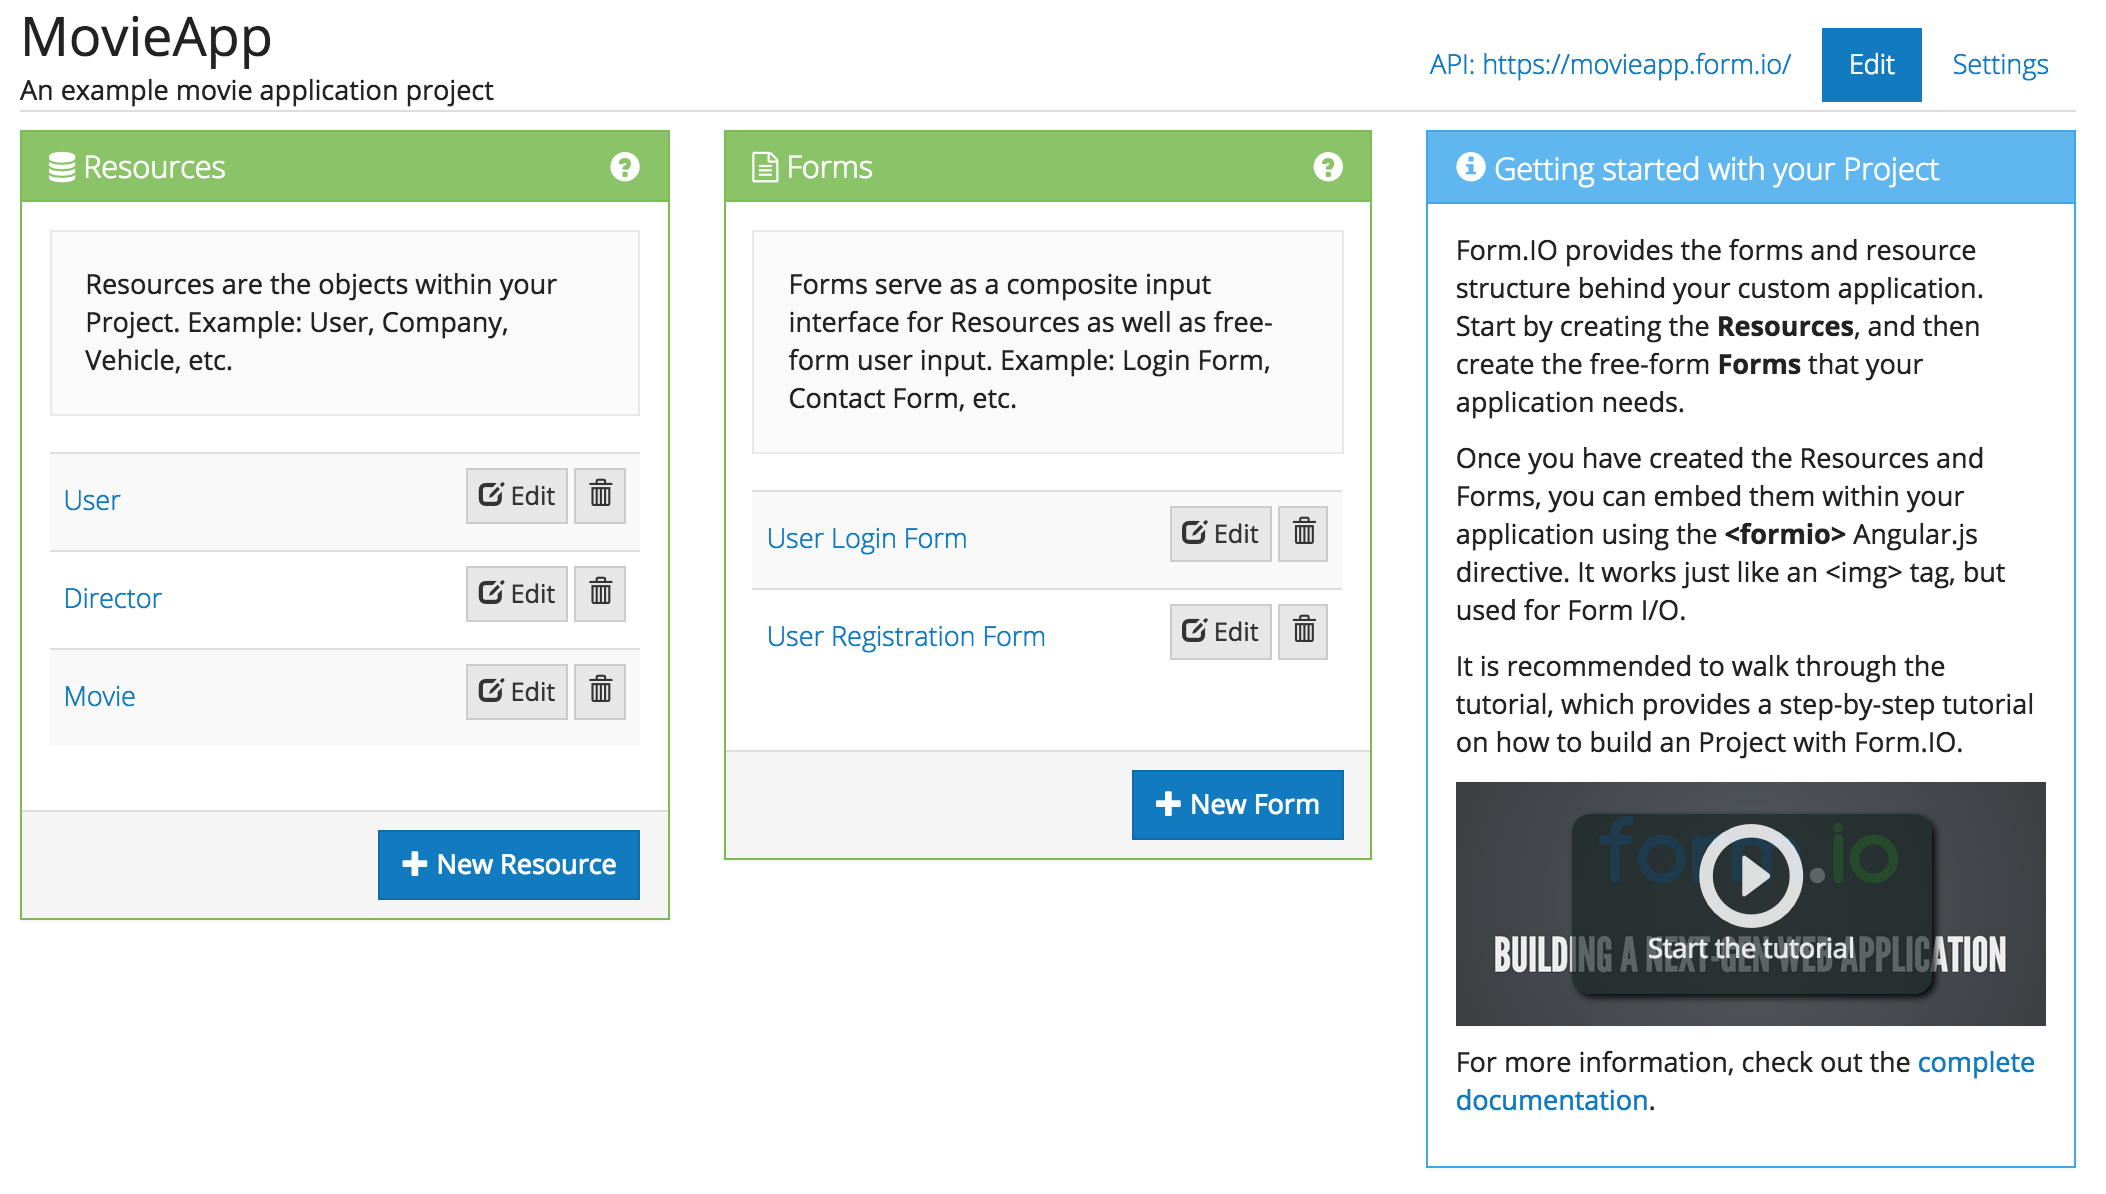 MovieApp
An example movie application project
API: https://movieapp.form.io/
Edit
Settings
Resources
Resources are the objects within your
Project. Example: User, Company,
Vehicle, etc.
User
Edit
Director
Edit
Movie
Edit
New Resource
Forms
Forms serve as a composite input
interface for Resources as well as free-
form user input. Example: Login Form,
Contact Form, etc.
User Login Form
Edit
User Registration Form
Edit
New Form
Getting started with your Project
Form.IO provides the forms and resource
structure behind your custom application.
Start by creating the Resources, and then
create the free-form Forms that your
application needs.
Once you have created the Resources and
Forms, you can embed them within your
application using the <formio> Angular.js
directive. It works just like an <img> tag, but
used for Form I/O.
It is recommended to walk through the
tutorial, which provides a step-by-step tutorial
on how to build an Project with Form.IO.
form.io
BUILDING A NEXT-GEN WEB APPLICATION
Start the tutorial
For more information, check out the complete
documentation.